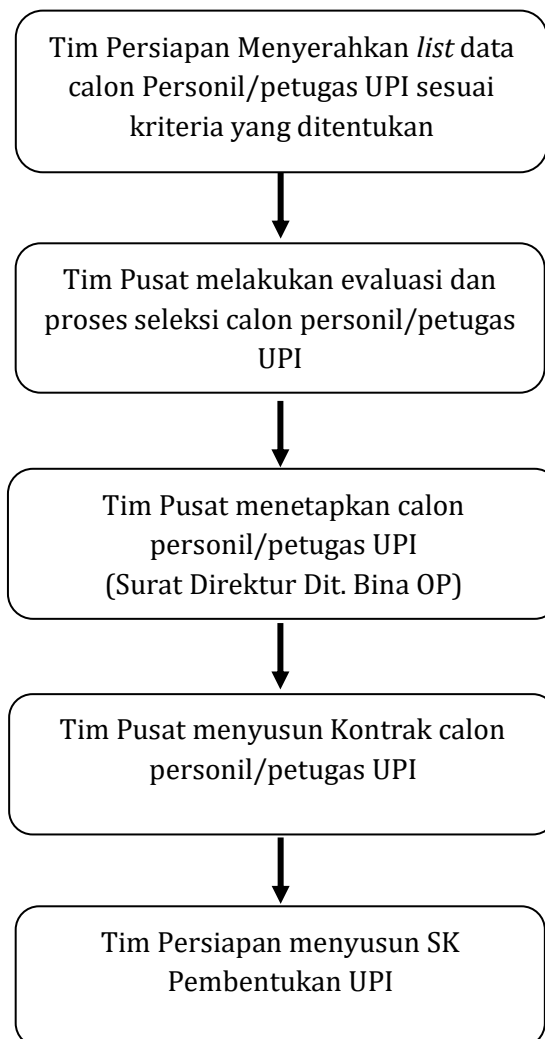 Tim Persiapan Menyerahkan list data
calon Personil/petugas UPI sesuai
kriteria yang ditentukan
Tim Pusat melakukan evaluasi dan
proses seleksi calon personil/petugas
UPI
Tim Pusat menetapkan calon
personil/petugas UPI
(Surat Direktur Dit. Bina OP)
Tim Pusat menyusun Kontrak calon
personil/petugas UPI
Tim Persiapan menyusun SK
Pembentukan UPI